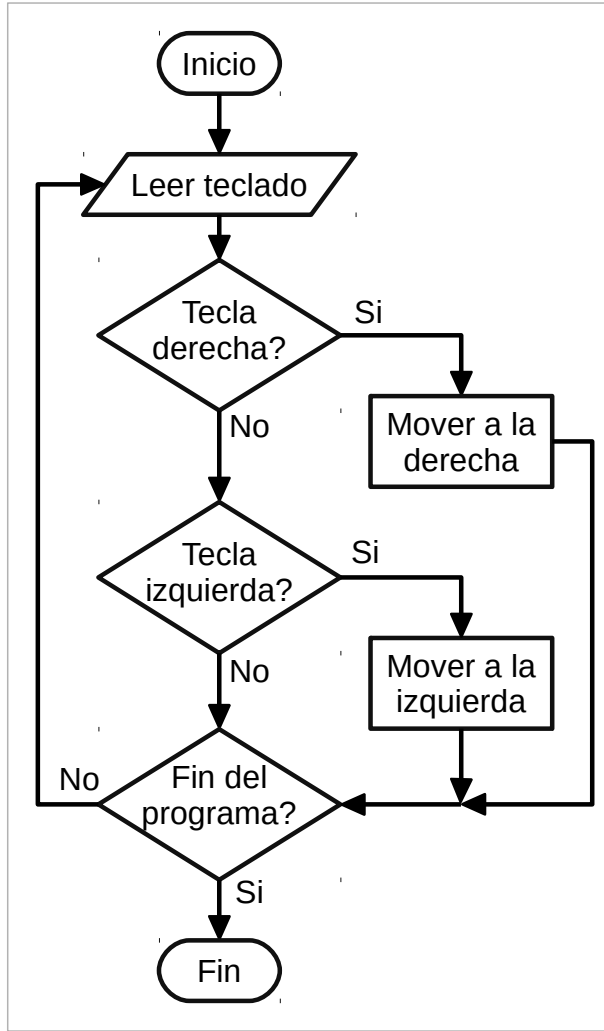 Inicio
Leer teclado
Tecla
derecha?
Si
Mover a la
derecha
No
Tecla
izquierda?
Si
Mover a la
izquierda
No
Fin del
programa?
No
Si
Fin